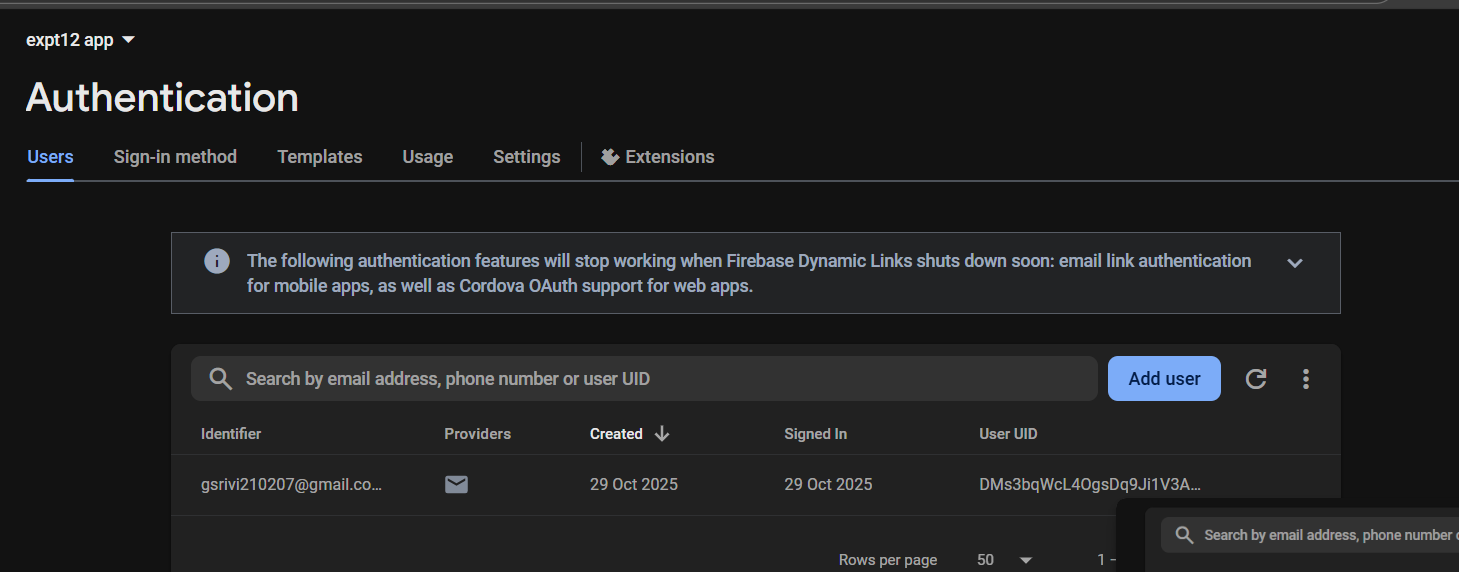 expt12 app
Authentication
Users Sign-in method Templates Usage Settings Extensions
The following authentication features will stop working when Firebase Dynamic Links shuts down soon: email link authentication
for mobile apps, as well as Cordova OAuth support for web apps.
Search by email address, phone number or user UID Add user
Identifier Providers Created Signed In User UID
gsrivi210207@gmail.co... 29 Oct 2025 29 Oct 2025 DMs3bqWcL4OgsDq9Ji1V3A...
Search by email address, phone number
Rows per page 50 1 –